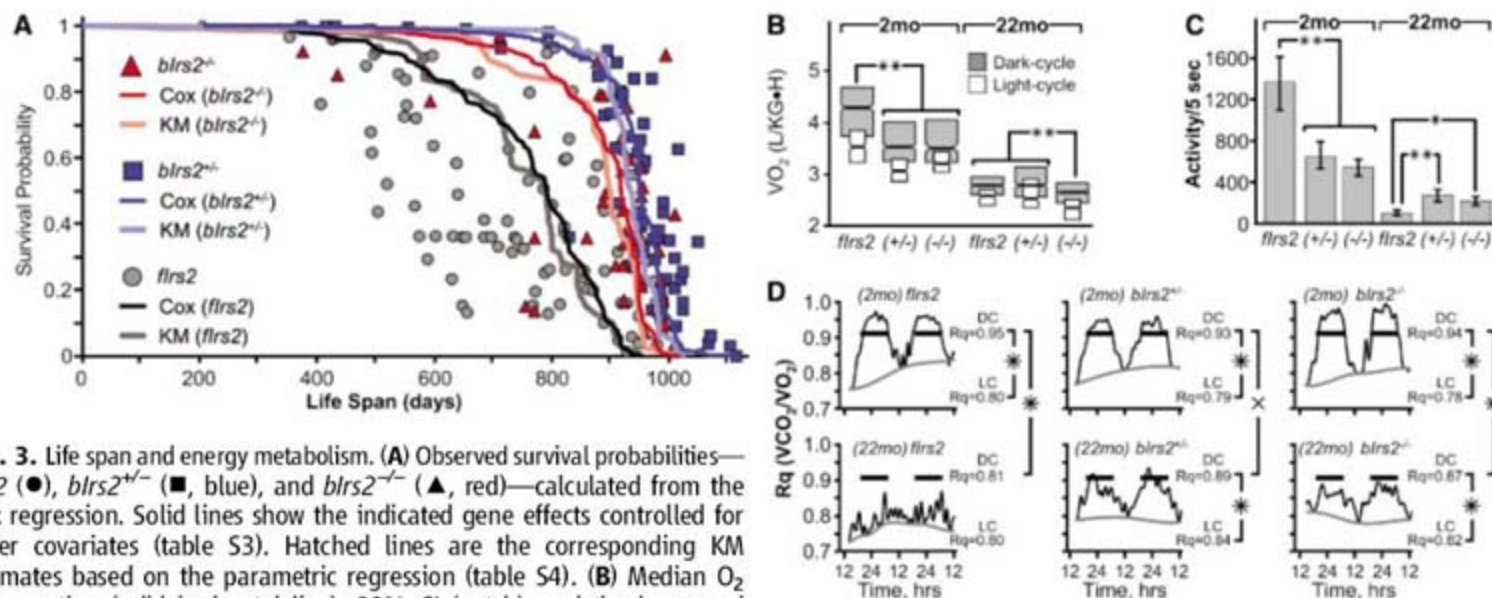 A
1
0.8
0.6
0.4
0.2
0
Survival Probability
blrs2-/-
Cox (blrs2-/-)
KM (blrs2-/-)
blrs2+/-
Cox (blrs2+/-)
KM (blrs2+/-)
flrs2
Cox (flrs2)
KM (flrs2)
0 200 400 600 800 1000
Life Span (days)
B
2mo 22mo
VO2 (L/KG•H)
5
4
3
2
Dark-cycle
Light-cycle
**
**
flrs2 (+/-) (-/-) flrs2 (+/-) (-/-)
C
2mo 22mo
Activity/5 sec
1600
1200
800
400
0
**
*
**
flrs2 (+/-) (-/-) flrs2 (+/-) (-/-)
D
Rq (VCO2/VO2)
1.0
0.9
0.8
0.7
(2mo) flrs2
DC
Rq=0.95
LC
Rq=0.80
(2mo) blrs2+/-
DC
Rq=0.93
LC
Rq=0.79
(2mo) blrs2-/-
DC
Rq=0.94
LC
Rq=0.78
1.0
0.9
0.8
0.7
(22mo) flrs2
DC
Rq=0.81
LC
Rq=0.80
(22mo) blrs2+/-
DC
Rq=0.89
LC
Rq=0.84
(22mo) blrs2-/-
DC
Rq=0.87
LC
Rq=0.82
12 24 12 24 12
12 24 12 24 12
12 24 12 24 12
Time, hrs
Time, hrs
Time, hrs
. 3. Life span and energy metabolism. (A) Observed survival probabilities—
2 (●), blrs2+/− (■, blue), and blrs2−/− (▲, red)—calculated from the
regression. Solid lines show the indicated gene effects controlled for
er covariates (table S3). Hatched lines are the corresponding KM
mates based on the parametric regression (table S4). (B) Median O2